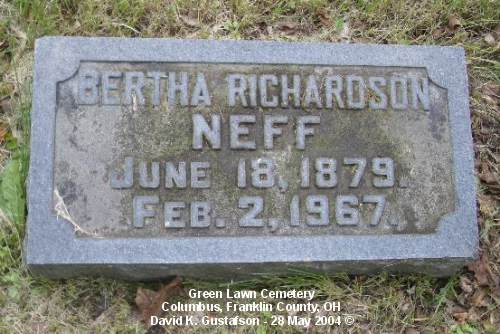 BERTHA RICHARDSON
NEFF
JUNE 18, 1879.
FEB. 2, 1967.
Green Lawn Cemetery
Columbus, Franklin County, OH
David K. Gustafson - 28 May 2004 ©